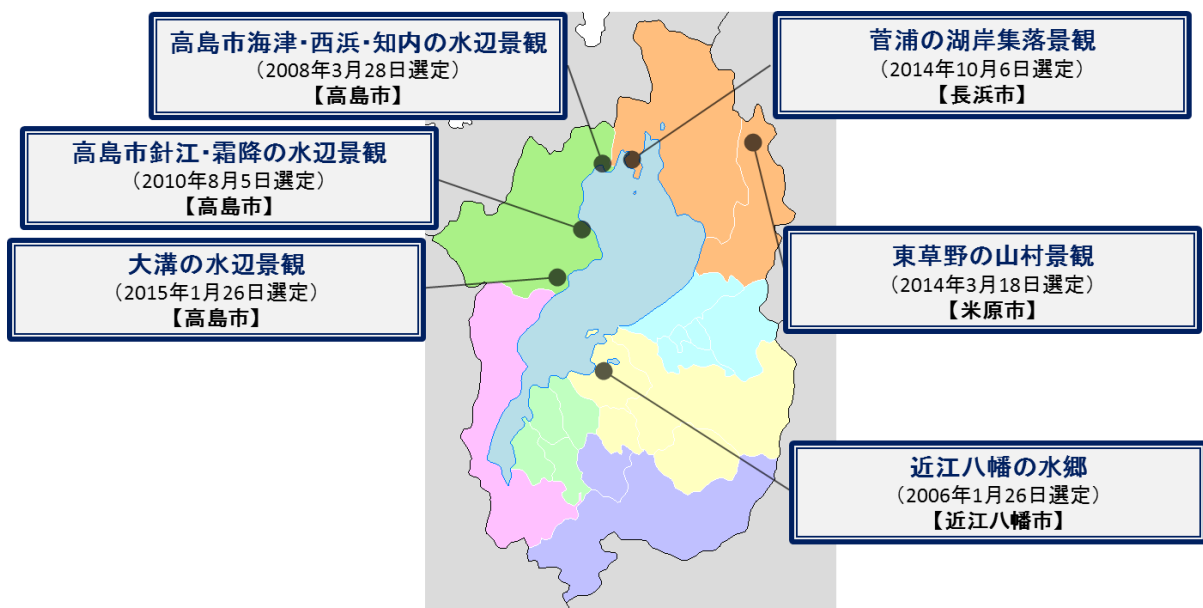 高島市海津・西浜・知内の水辺景観
（2008年3月28日選定）
【高島市】
菅浦の湖岸集落景観
（2014年10月6日選定）
【長浜市】
高島市針江・霜降の水辺景観
（2010年8月5日選定）
【高島市】
大溝の水辺景観
（2015年1月26日選定）
【高島市】
東草野の山村景観
（2014年3月18日選定）
【米原市】
近江八幡の水郷
（2006年1月26日選定）
【近江八幡市】